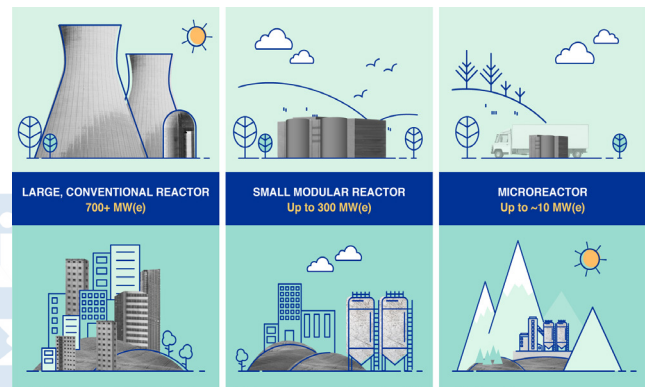 LARGE, CONVENTIONAL REACTOR
700+ MW(e)
SMALL MODULAR REACTOR
Up to 300 MW(e)
MICROREACTOR
Up to ~10 MW(e)